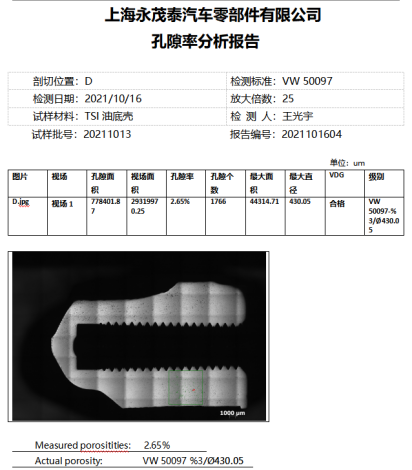 上海永茂泰汽车零部件有限公司
孔隙率分析报告
剖切位置：D 检测标准：VW 50097
检测日期：2021/10/16 放大倍数：25
试样材料：TSI 油底壳 检 测 人：王光宇
试样批号：20211013 报告编号：2021101604
单位：um
图片 视场 孔隙面积 视场面积 孔隙率 孔隙个数 最大面积 最大直径 VDG 级别
D.jpg 视场 1 778401.87 29319970.25 2.65% 1766 44314.71 430.05 合格 VW 50097-%3/Ø430.05
1000 μm
Measured porositities: 2.65%
Actual porosity: VW 50097 %3/Ø430.05